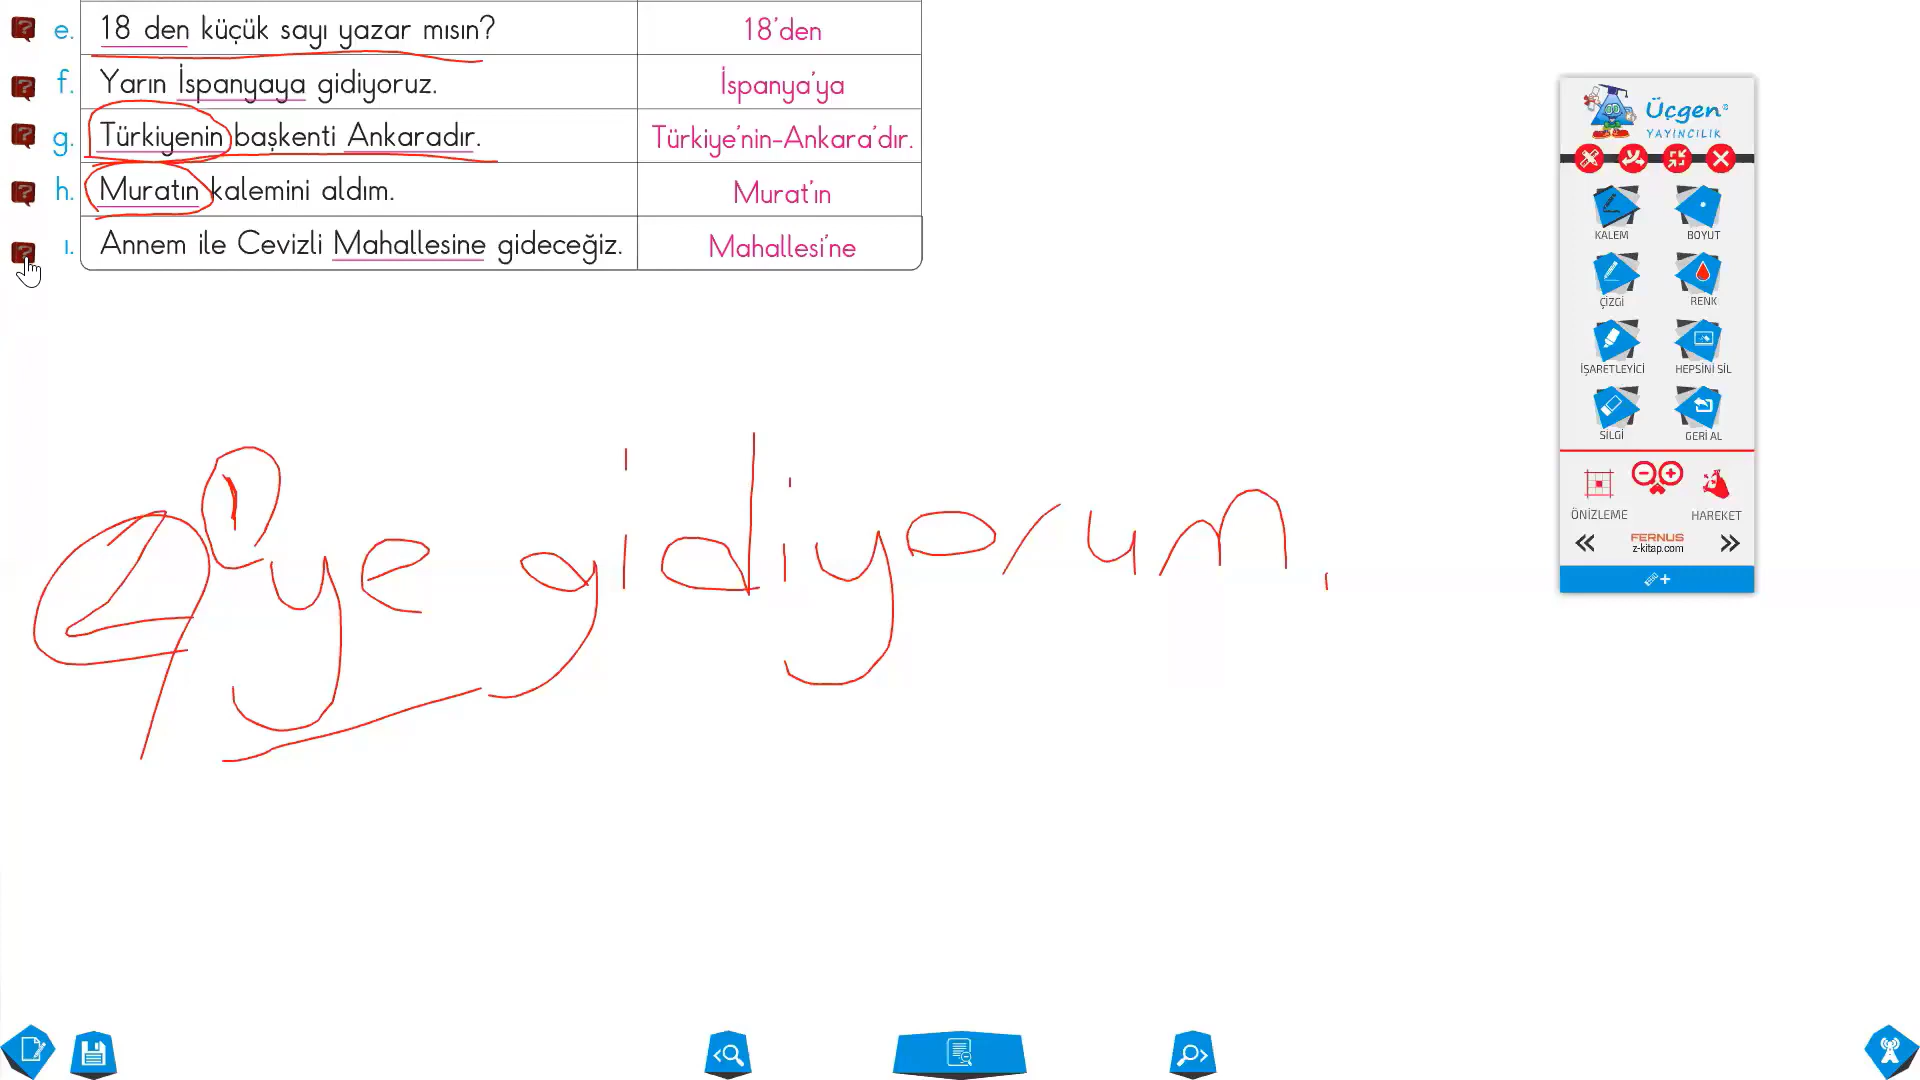 e. 18 den küçük sayı yazar mısın? 18'den
f. Yarın İspanyaya gidiyoruz. İspanya'ya
g. Türkiyenin başkenti Ankaradır. Türkiye'nin-Ankara'dır.
h. Muratın kalemini aldım. Murat'ın
ı. Annem ile Cevizli Mahallesine gideceğiz. Mahallesi'ne
4'ye gidiyorum.
Üçgen
YAYINCILIK
KALEM BOYUT
ÇİZGİ RENK
İŞARETLEYİCİ HEPSİNİ SİL
SİLGİ GERİ AL
ÖNİZLEME HAREKET
FERNUS
z-kitap.com